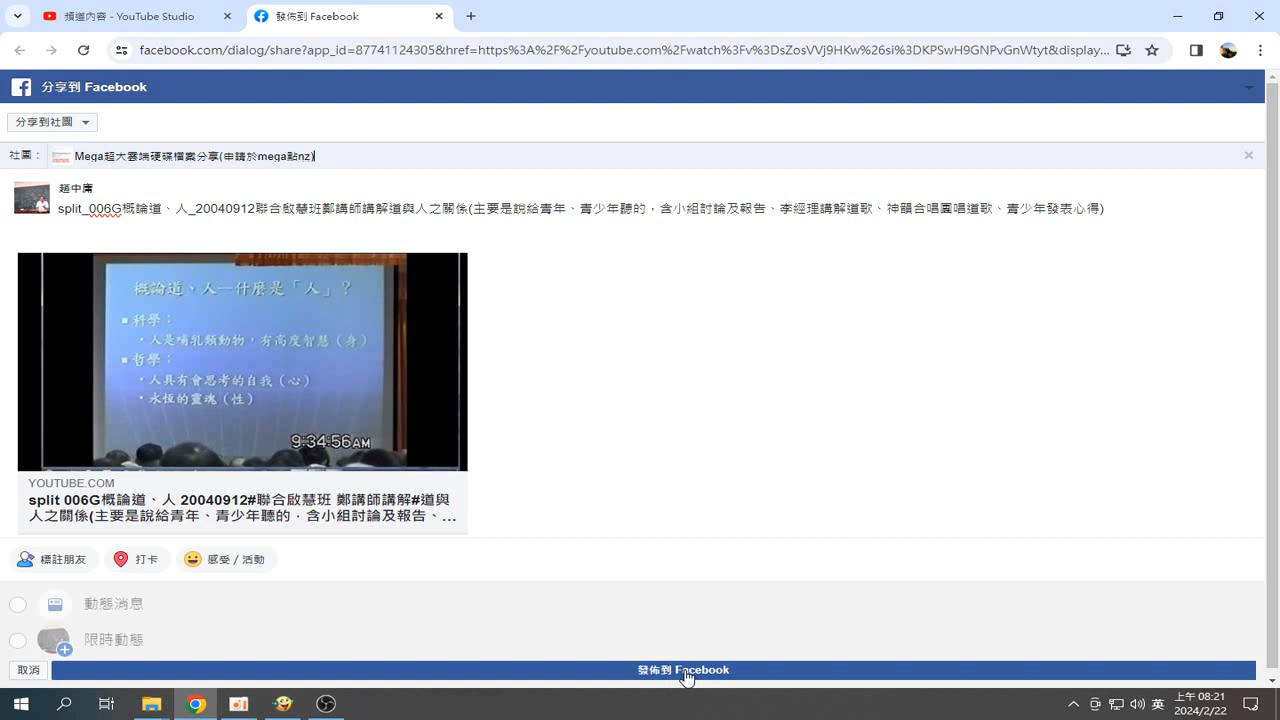 頻道內容 - YouTube Studio
發佈到 Facebook
facebook.com/dialog/share?app_id=87741124305&href=https%3A%2F%2Fyoutube.com%2Fwatch%3Fv%3DsZosVVj9HKw%26si%3DKPSwH9GNPvGnWtyt&display...
分享到 Facebook
分享到社團
社團：
Mega超大雲端硬碟檔案分享(申請於mega點nz)
趙中庸
split_006G概論道、人_20040912聯合啟慧班鄭講師講解道與人之關係(主要是說給青年、青少年聽的，含小組討論及報告、李經理講解道歌、神韻合唱團唱道歌、青少年發表心得)
概論道、人─什麼是「人」？
▪科學：
•人是哺乳類動物，有高度智慧（身）
▪哲學：
•人具有會思考的自我（心）
•永恆的靈魂（性）
9:34:56AM
YOUTUBE.COM
split 006G概論道、人 20040912#聯合啟慧班 鄭講師講解#道與
人之關係(主要是說給青年、青少年聽的，含小組討論及報告、...
標註朋友
打卡
感受 / 活動
動態消息
限時動態
取消
發佈到 Facebook
英
上午 08:21
2024/2/22